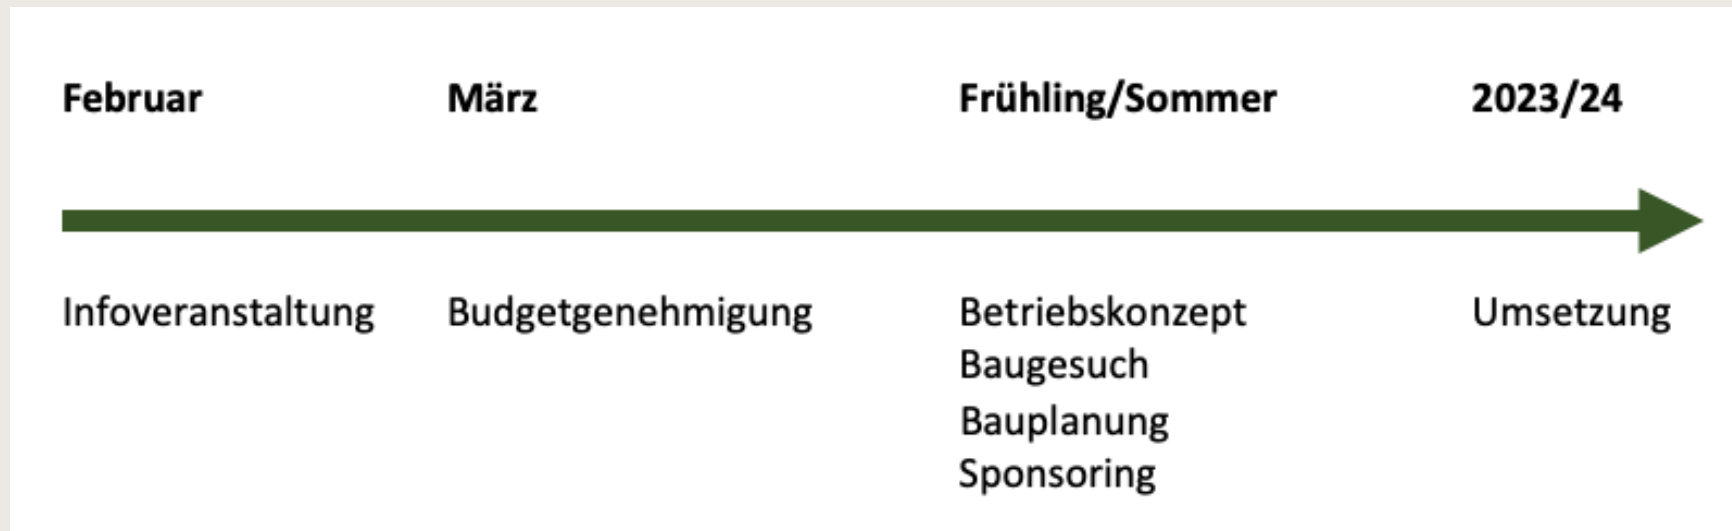 Februar März Frühling/Sommer 2023/24
Infoveranstaltung Budgetgenehmigung Betriebskonzept Umsetzung
Baugesuch
Bauplanung
Sponsoring